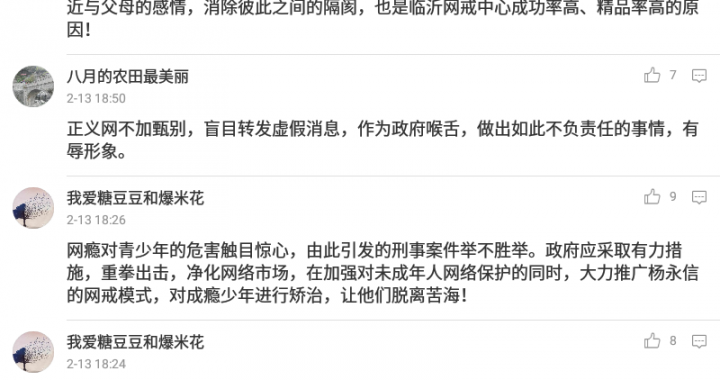 近与父母的感情，消除彼此之间的隔阂，也是临沂网戒中心成功率高、精品率高的原
因！
八月的农田最美丽
7
2-13 18:50
正义网不加甄别，盲目转发虚假消息，作为政府喉舌，做出如此不负责任的事情，有
辱形象。
我爱糖豆豆和爆米花
9
2-13 18:26
网瘾对青少年的危害触目惊心，由此引发的刑事案件举不胜举。政府应采取有力措
施，重拳出击，净化网络市场，在加强对未成年人网络保护的同时，大力推广杨永信
的网戒模式，对成瘾少年进行矫治，让他们脱离苦海！
我爱糖豆豆和爆米花
8
2-13 18:24